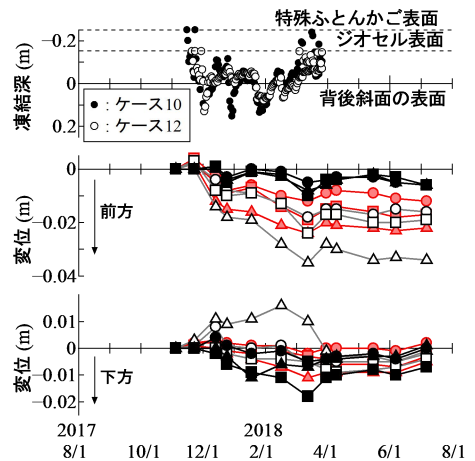 特殊ふとんかご表面
ジオセル表面
背後斜面の表面
凍結深 (m)
−0.2
0
0.2
●：ケース10
○：ケース12
変位 (m)
0
−0.02
−0.04
前方
変位 (m)
0.01
0
−0.01
−0.02
下方
2017
2018
8/1
10/1
12/1
2/1
4/1
6/1
8/1